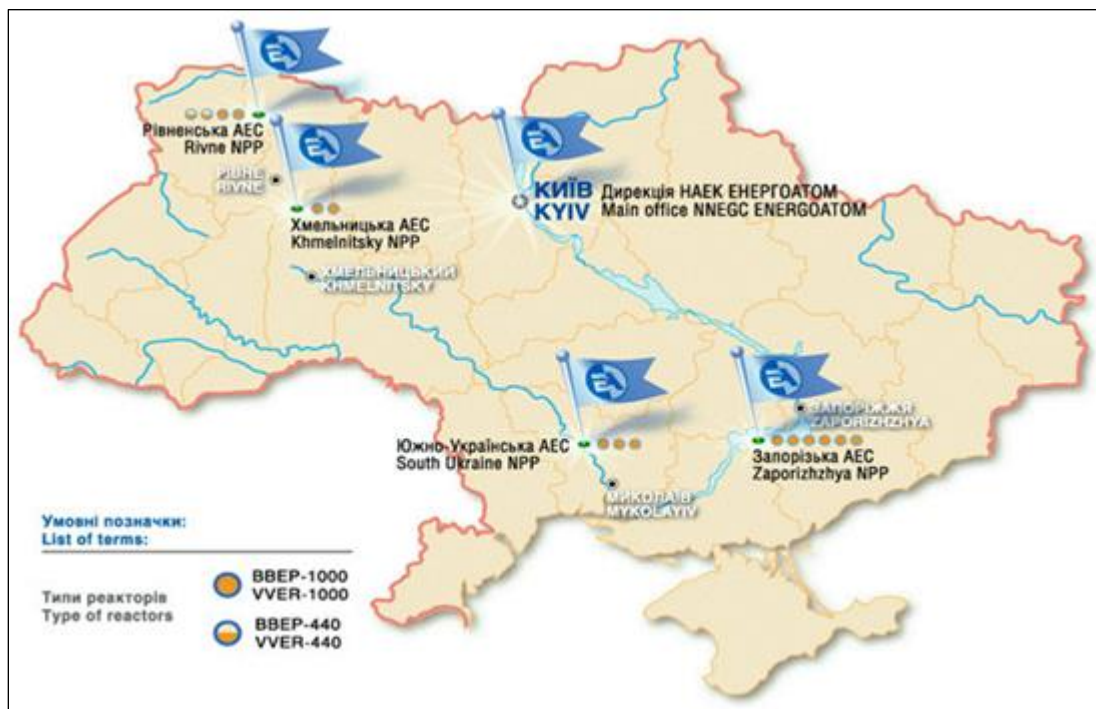 Рівненська АЕС
Rivne NPP
РІВНЕ
RIVNE
Хмельницька АЕС
Khmelnitsky NPP
ХМЕЛЬНИЦЬКИЙ
KHMELNITSKY
КИЇВ
KYIV
Дирекція НАЕК ЕНЕРГОАТОМ
Main office NNEGC ENERGOATOM
Южно-Українська АЕС
South Ukraine NPP
МИКОЛАЇВ
MYKOLAYIV
ЗАПОРІЖЖЯ
ZAPORIZHZHYA
Запорізька АЕС
Zaporizhzhya NPP
Умовні позначки:
List of terms:
Типи реакторів
Type of reactors
ВВЕР-1000
VVER-1000
ВВЕР-440
VVER-440